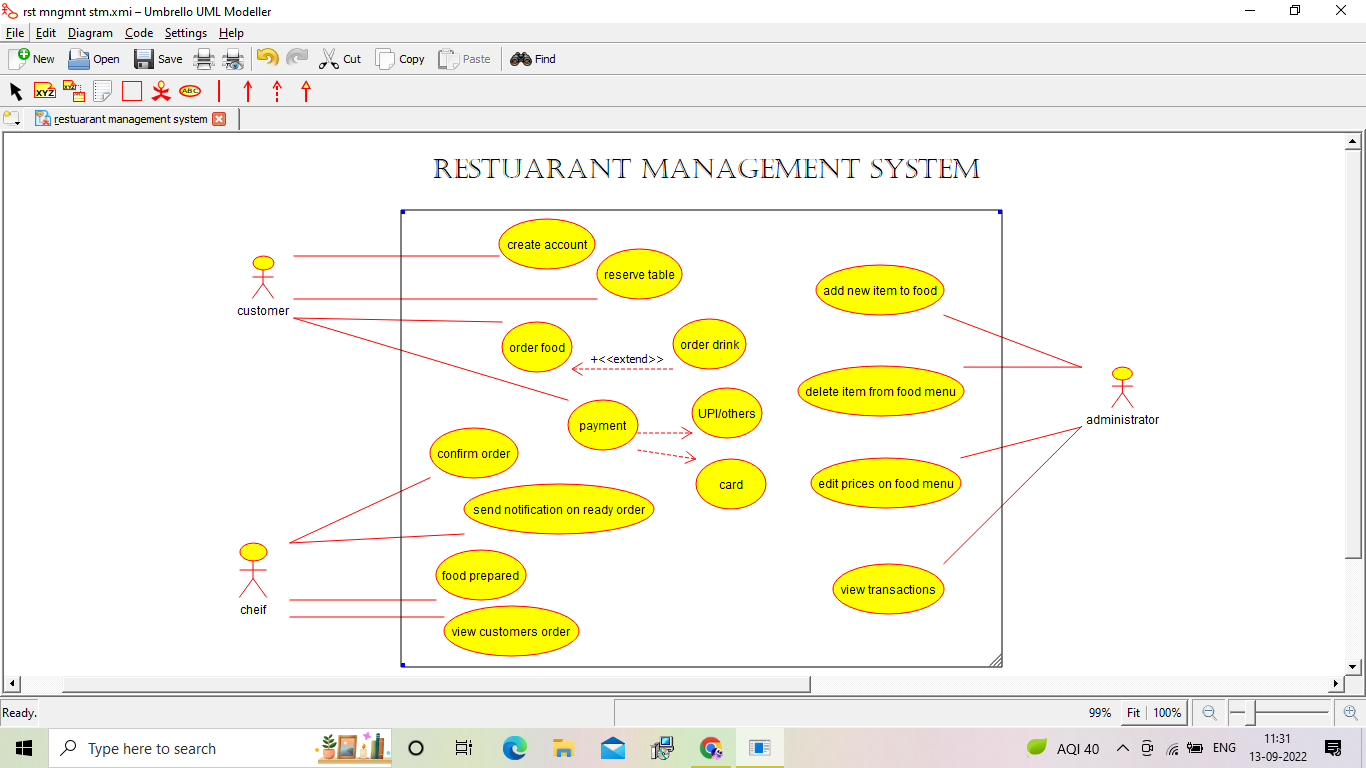 rst mngmnt stm.xmi – Umbrello UML Modeller
File Edit Diagram Code Settings Help
New Open Save Cut Copy Paste Find
XYZ XYZ ABC
restuarant management system
RESTUARANT MANAGEMENT SYSTEM
create account
reserve table
add new item to food
customer
order food
+<<extend>>
order drink
delete item from food menu
administrator
UPI/others
payment
confirm order
card
edit prices on food menu
send notification on ready order
food prepared
view transactions
cheif
view customers order
Ready.
99% Fit 100%
Type here to search
AQI 40
ENG
11:31
13-09-2022